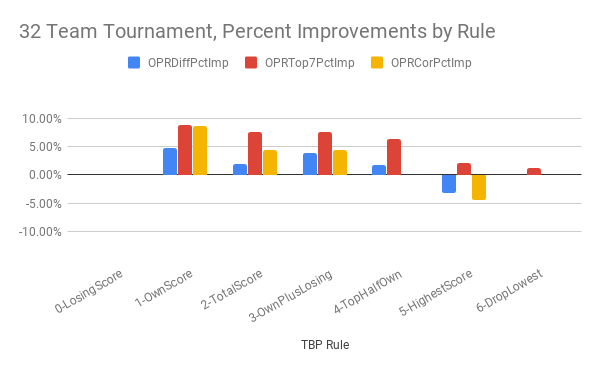 32 Team Tournament, Percent Improvements by Rule
OPRDiffPctImp OPRTop7PctImp OPRCorPctImp
10.00%
5.00%
0.00%
-5.00%
-10.00%
0-LosingScore
1-OwnScore
2-TotalScore
3-OwnPlusLosing
4-TopHalfOwn
5-HighestScore
6-DropLowest
TBP Rule